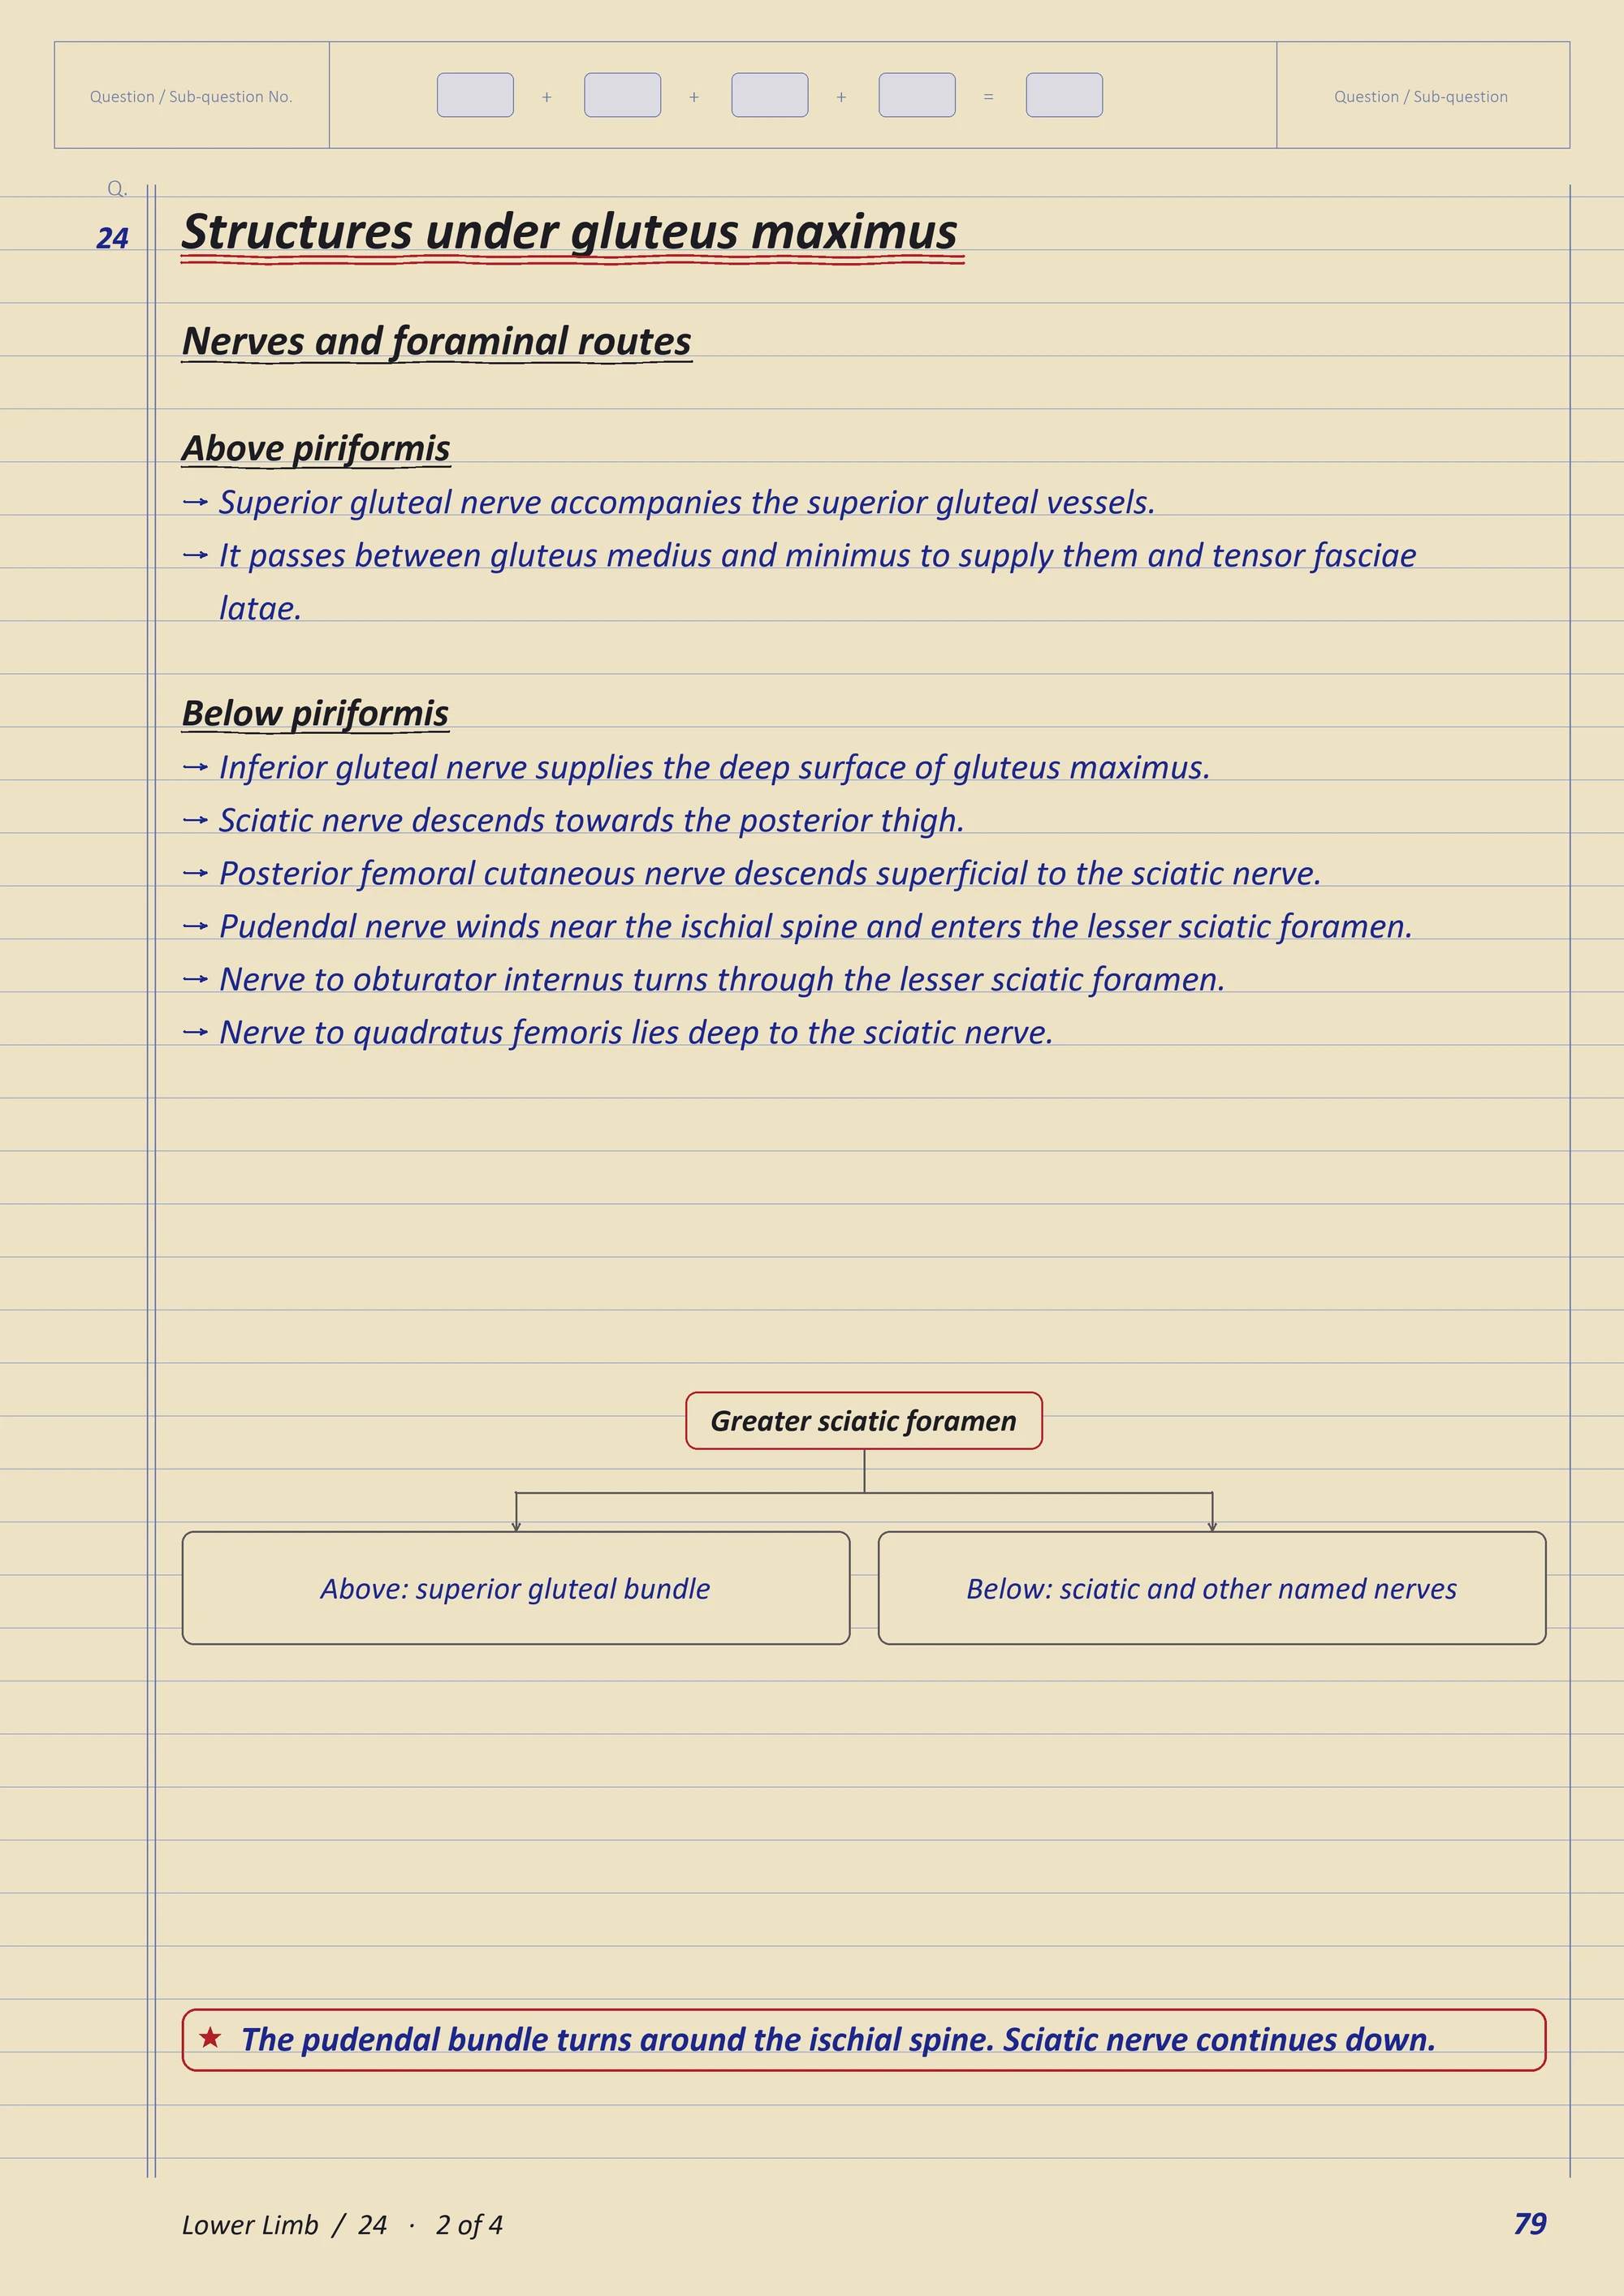 Question / Sub-question No.
+ + + =
Question / Sub-question
Q.
24
Structures under gluteus maximus
Nerves and foraminal routes
Above piriformis
→ Superior gluteal nerve accompanies the superior gluteal vessels.
→ It passes between gluteus medius and minimus to supply them and tensor fasciae
latae.
Below piriformis
→ Inferior gluteal nerve supplies the deep surface of gluteus maximus.
→ Sciatic nerve descends towards the posterior thigh.
→ Posterior femoral cutaneous nerve descends superficial to the sciatic nerve.
→ Pudendal nerve winds near the ischial spine and enters the lesser sciatic foramen.
→ Nerve to obturator internus turns through the lesser sciatic foramen.
→ Nerve to quadratus femoris lies deep to the sciatic nerve.
Greater sciatic foramen
Above: superior gluteal bundle
Below: sciatic and other named nerves
★ The pudendal bundle turns around the ischial spine. Sciatic nerve continues down.
Lower Limb / 24 · 2 of 4
79